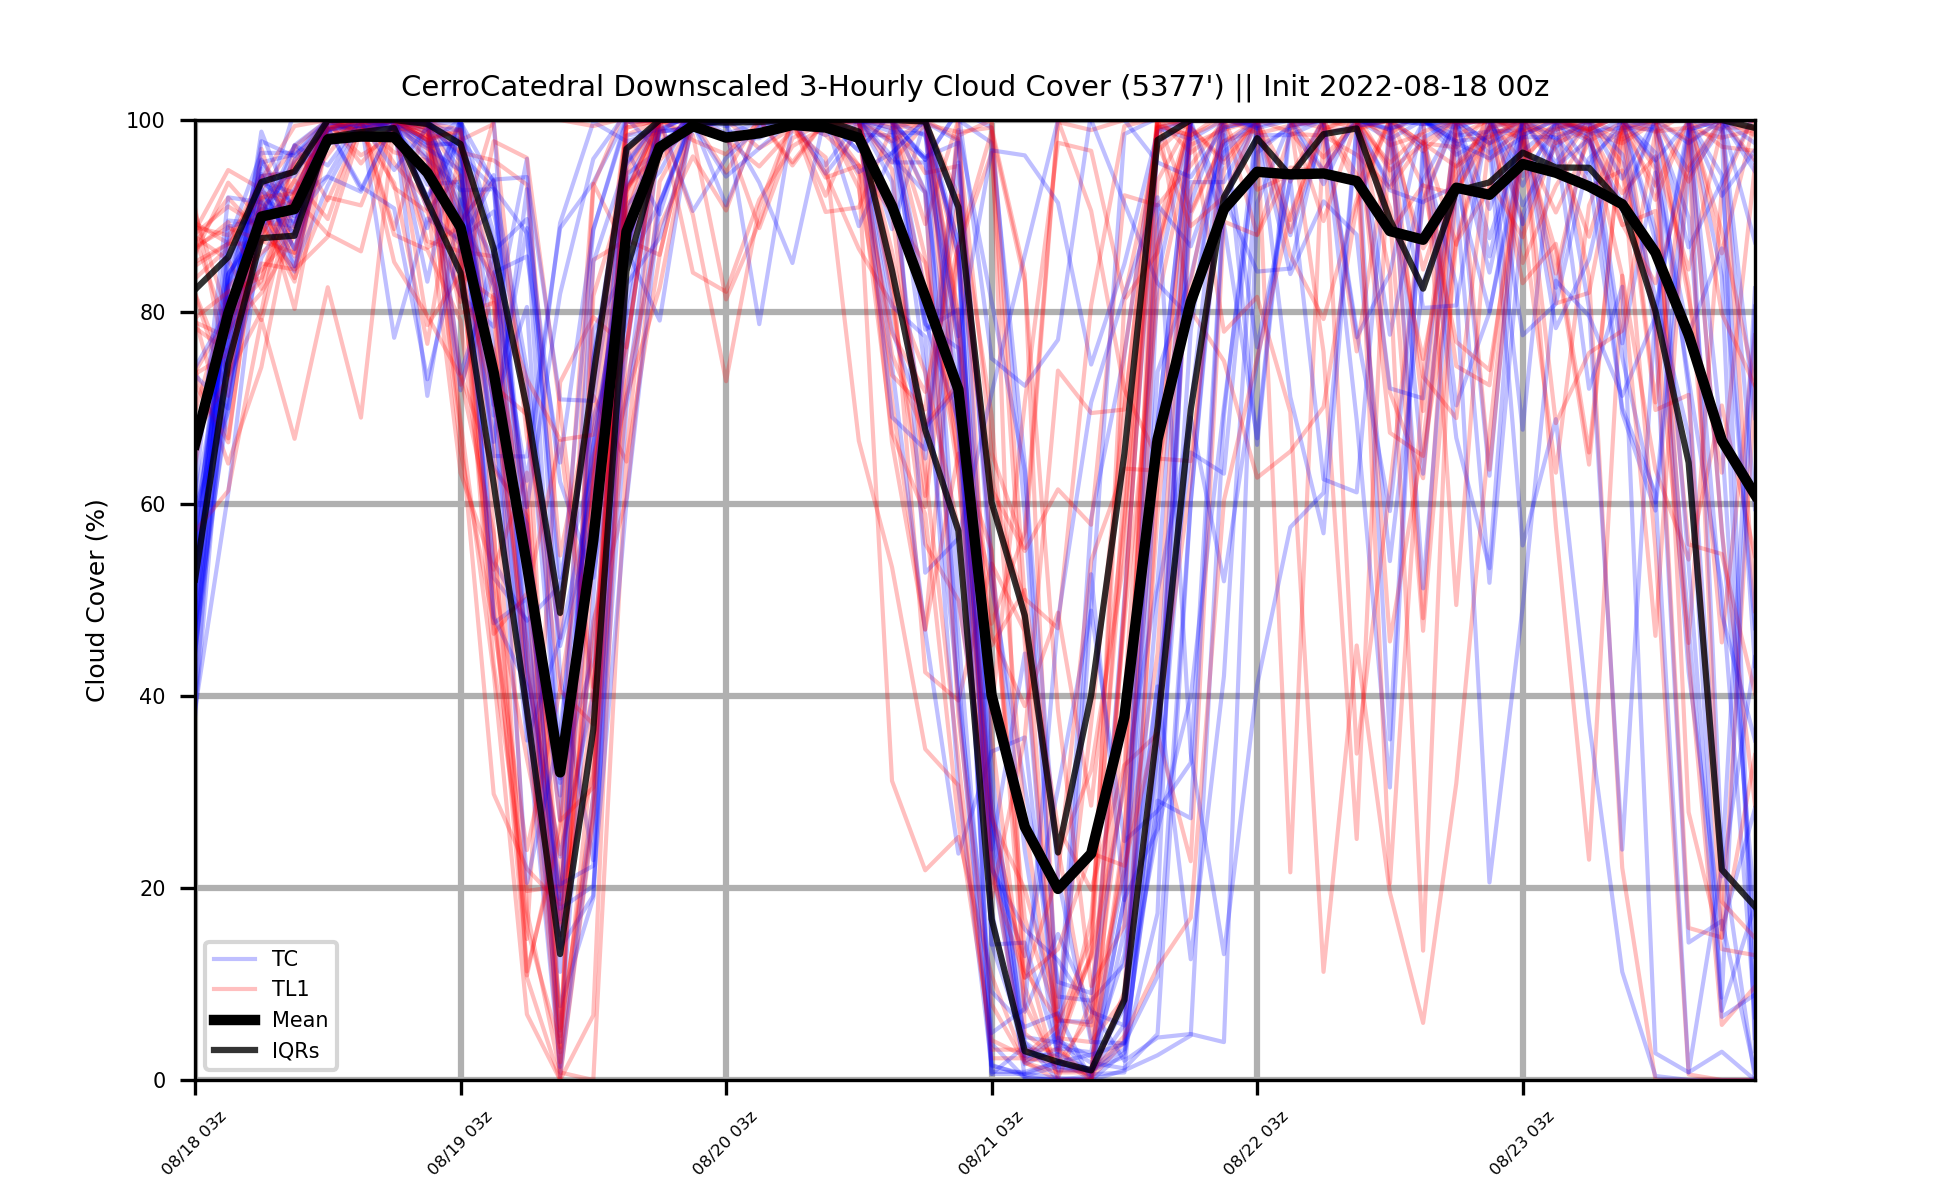 CerroCatedral Downscaled 3-Hourly Cloud Cover (5377') || Init 2022-08-18 00z
100
80
60
40
20
0
Cloud Cover (%)
TC
TL1
Mean
IQRs
08/18 03z
08/19 03z
08/20 03z
08/21 03z
08/22 03z
08/23 03z